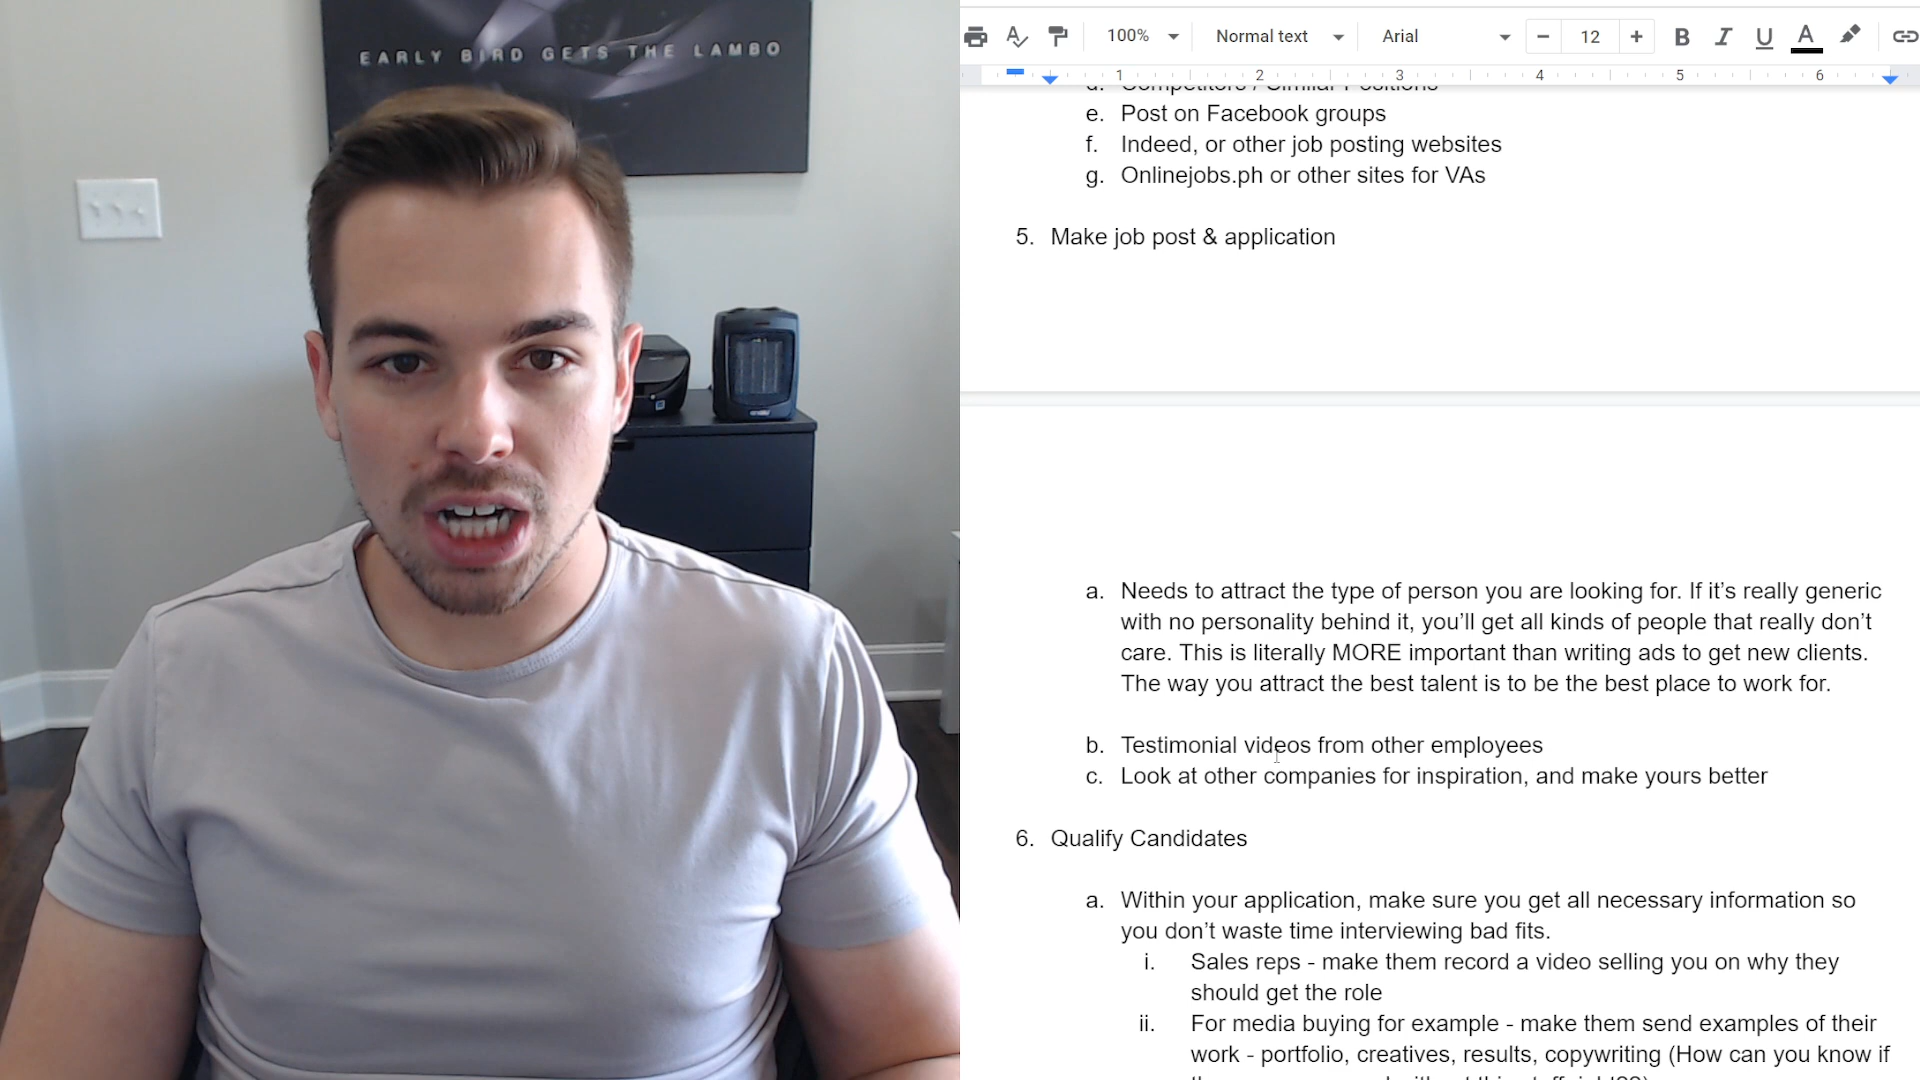 EARLY BIRD GETS THE LAMBO
100% Normal text Arial 12 B I U A
1 2 3 4 5 6
d. Competitors / Similar Positions
e. Post on Facebook groups
f. Indeed, or other job posting websites
g. Onlinejobs.ph or other sites for VAs
5. Make job post & application
a. Needs to attract the type of person you are looking for. If it’s really generic
with no personality behind it, you’ll get all kinds of people that really don’t
care. This is literally MORE important than writing ads to get new clients.
The way you attract the best talent is to be the best place to work for.
b. Testimonial videos from other employees
c. Look at other companies for inspiration, and make yours better
6. Qualify Candidates
a. Within your application, make sure you get all necessary information so
you don’t waste time interviewing bad fits.
i. Sales reps - make them record a video selling you on why they
should get the role
ii. For media buying for example - make them send examples of their
work - portfolio, creatives, results, copywriting (How can you know if